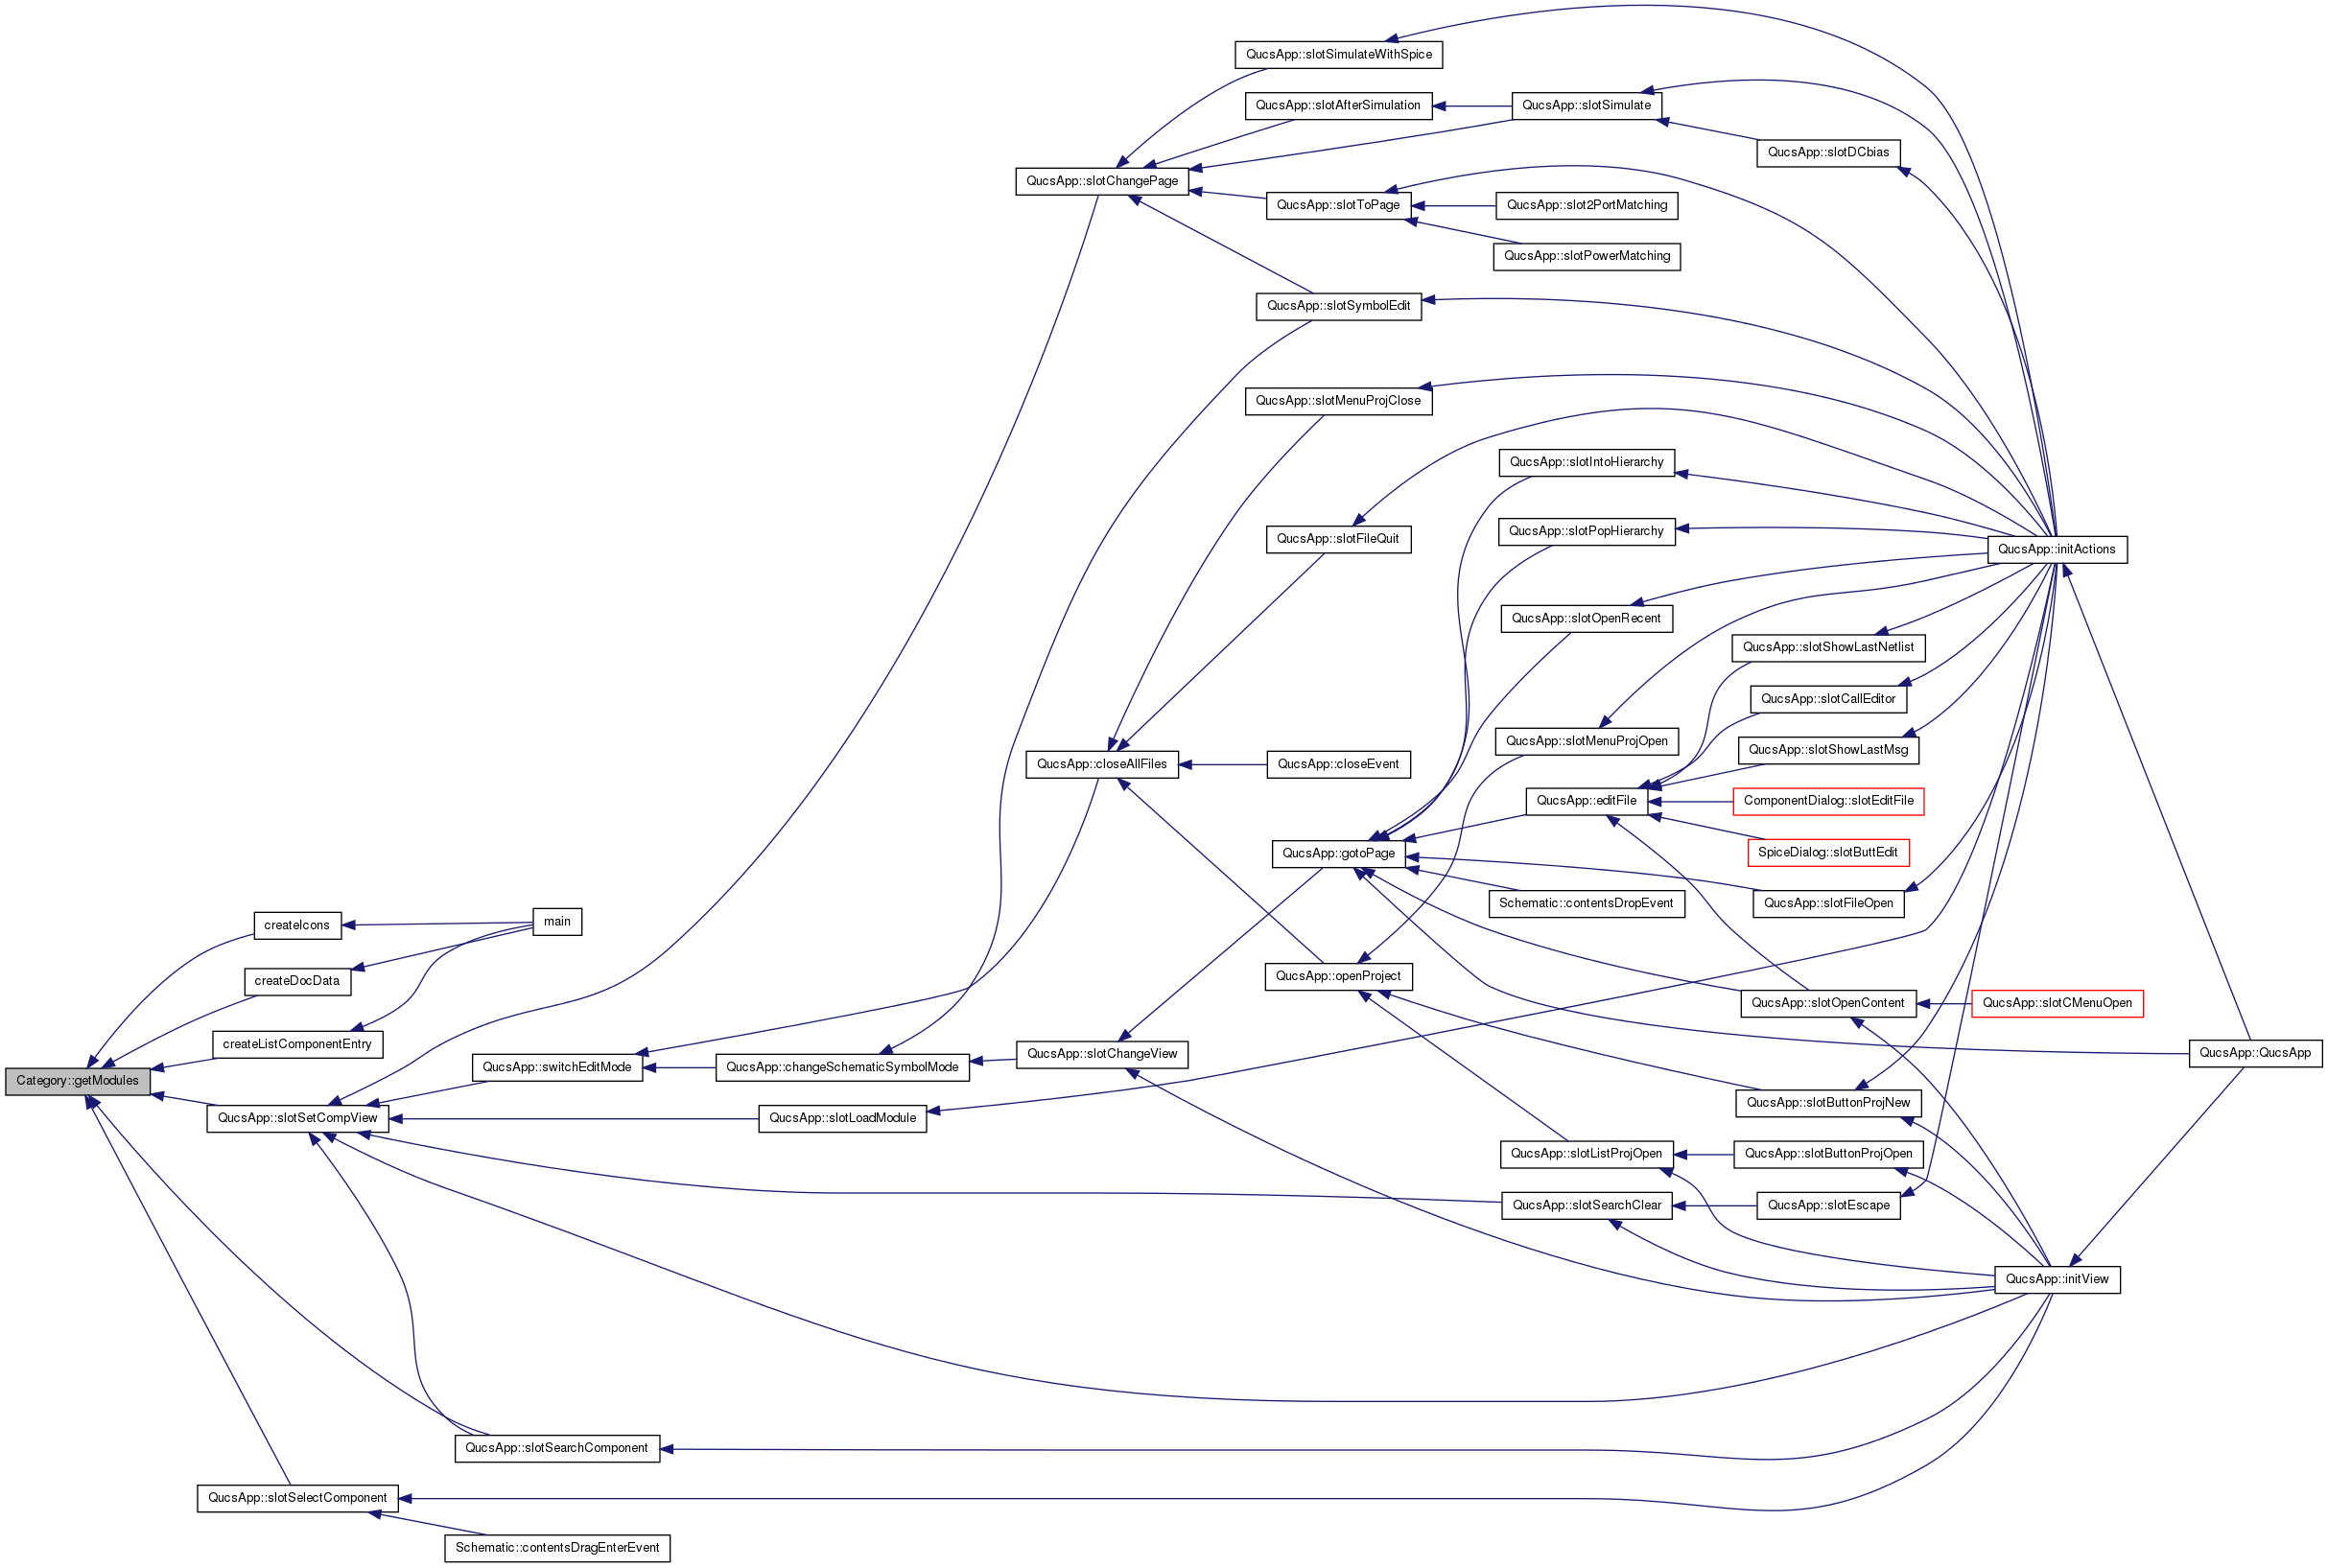 QucsApp::slotSimulateWithSpice
QucsApp::slotAfterSimulation
QucsApp::slotSimulate
QucsApp::slotDCbias
QucsApp::slotChangePage
QucsApp::slotToPage
QucsApp::slot2PortMatching
QucsApp::slotPowerMatching
QucsApp::slotSymbolEdit
QucsApp::slotMenuProjClose
QucsApp::slotIntoHierarchy
QucsApp::slotFileQuit
QucsApp::slotPopHierarchy
QucsApp::initActions
QucsApp::slotOpenRecent
QucsApp::slotShowLastNetlist
QucsApp::slotCallEditor
QucsApp::slotMenuProjOpen
QucsApp::slotShowLastMsg
QucsApp::closeAllFiles
QucsApp::closeEvent
QucsApp::editFile
ComponentDialog::slotEditFile
QucsApp::gotoPage
SpiceDialog::slotButtEdit
Schematic::contentsDropEvent
QucsApp::slotFileOpen
createIcons
main
createDocData
QucsApp::openProject
QucsApp::slotOpenContent
QucsApp::slotCMenuOpen
createListComponentEntry
QucsApp::slotChangeView
QucsApp::QucsApp
Category::getModules
QucsApp::switchEditMode
QucsApp::changeSchematicSymbolMode
QucsApp::slotButtonProjNew
QucsApp::slotSetCompView
QucsApp::slotLoadModule
QucsApp::slotListProjOpen
QucsApp::slotButtonProjOpen
QucsApp::slotSearchClear
QucsApp::slotEscape
QucsApp::initView
QucsApp::slotSearchComponent
QucsApp::slotSelectComponent
Schematic::contentsDragEnterEvent